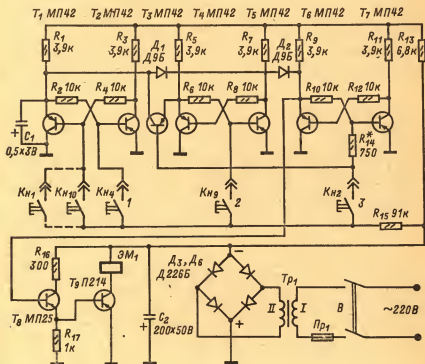 Т1 МП42 Т2 МП42 Т3 МП42 Т4 МП42 Т5 МП42 Т6 МП42 Т7 МП42
R1 3,9к
R3 3,9к
Д1 Д9Б
R5 3,9к
R7 3,9к
Д2 Д9Б
R9 3,9к
R11 3,9к
R13 6,8к
R2 10к
R4 10к
R6 10к
R8 10к
R10 10к
R12 10к
+
C1
0,5×3В
R14*
750
Кн1
Кн10
Кн4
1
Кн9
2
Кн2
3
R15 91к
R16
300
ЭМ1
Т9 П214
Т8 МП25
R17
1к
+
C2
200×50В
Д3, Д6
Д226Б
−
+
Тр1
II
I
Пр1
В
~220В